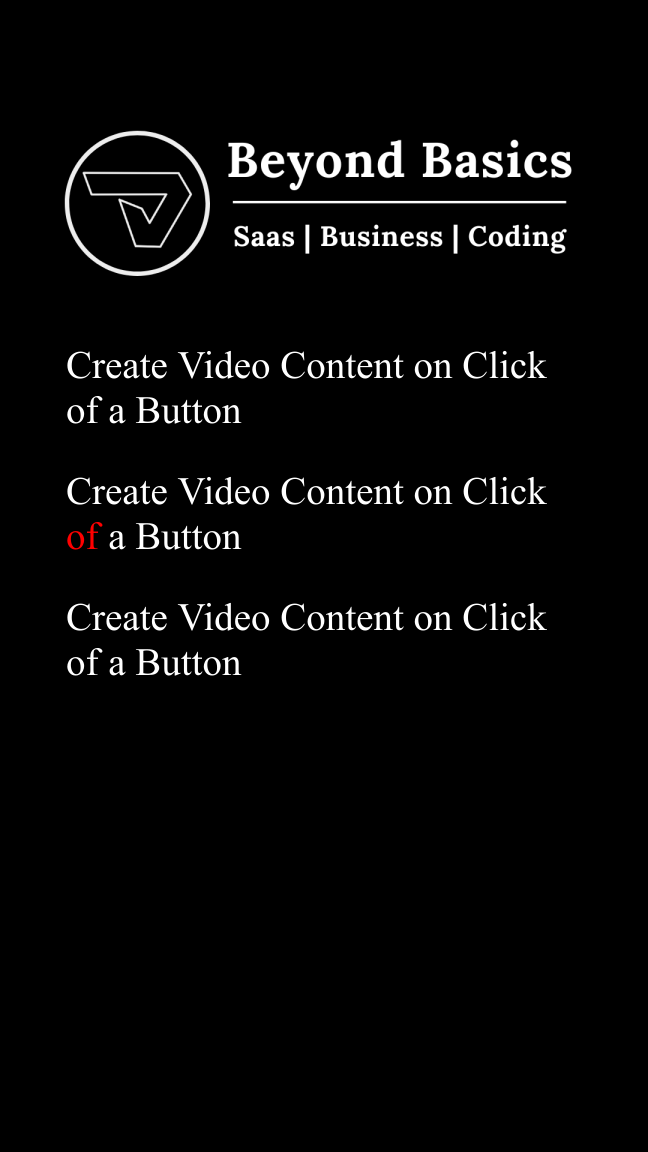 Beyond Basics
Saas | Business | Coding
Create Video Content on Click
of a Button
Create Video Content on Click
of a Button
Create Video Content on Click
of a Button